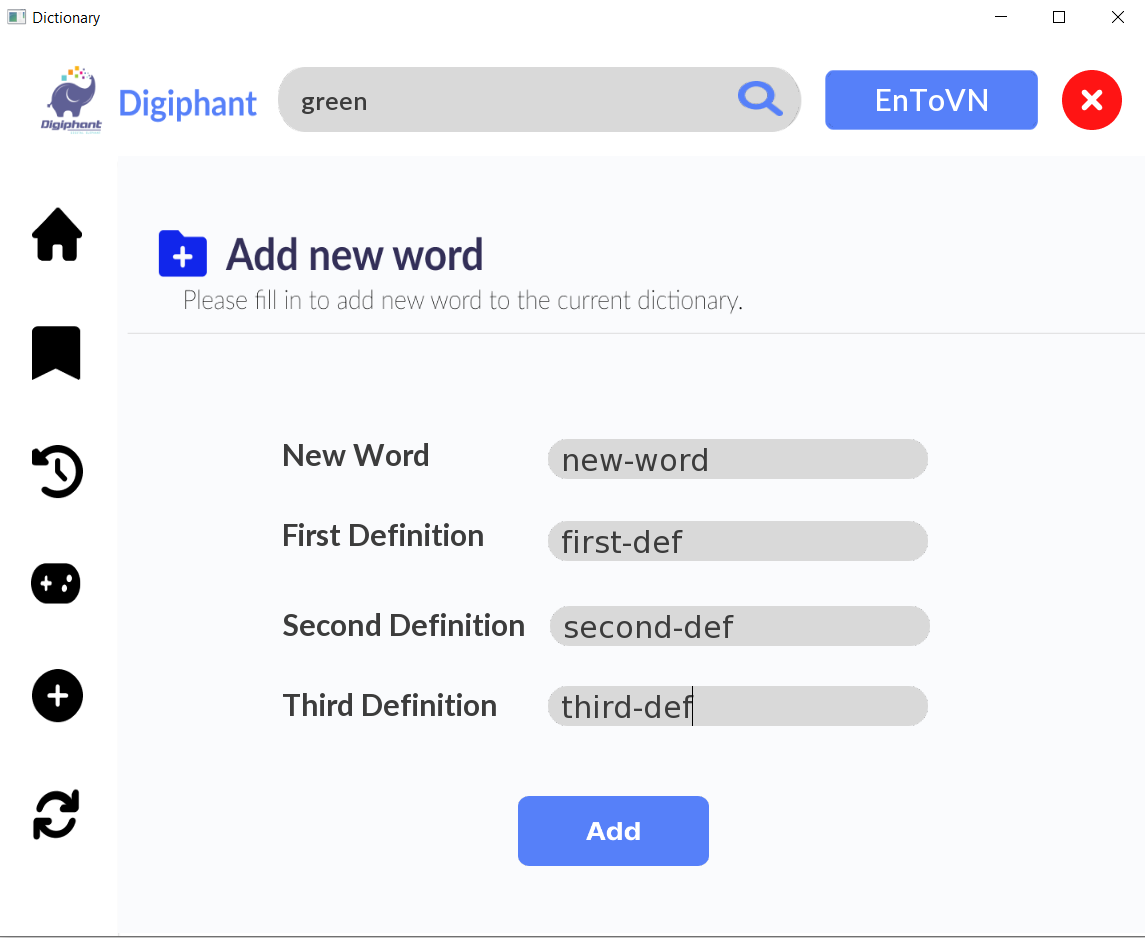 Dictionary
Digiphant
Digiphant
green
EnToVN
Add new word
Please fill in to add new word to the current dictionary.
New Word
new-word
First Definition
first-def
Second Definition
second-def
Third Definition
third-def
Add